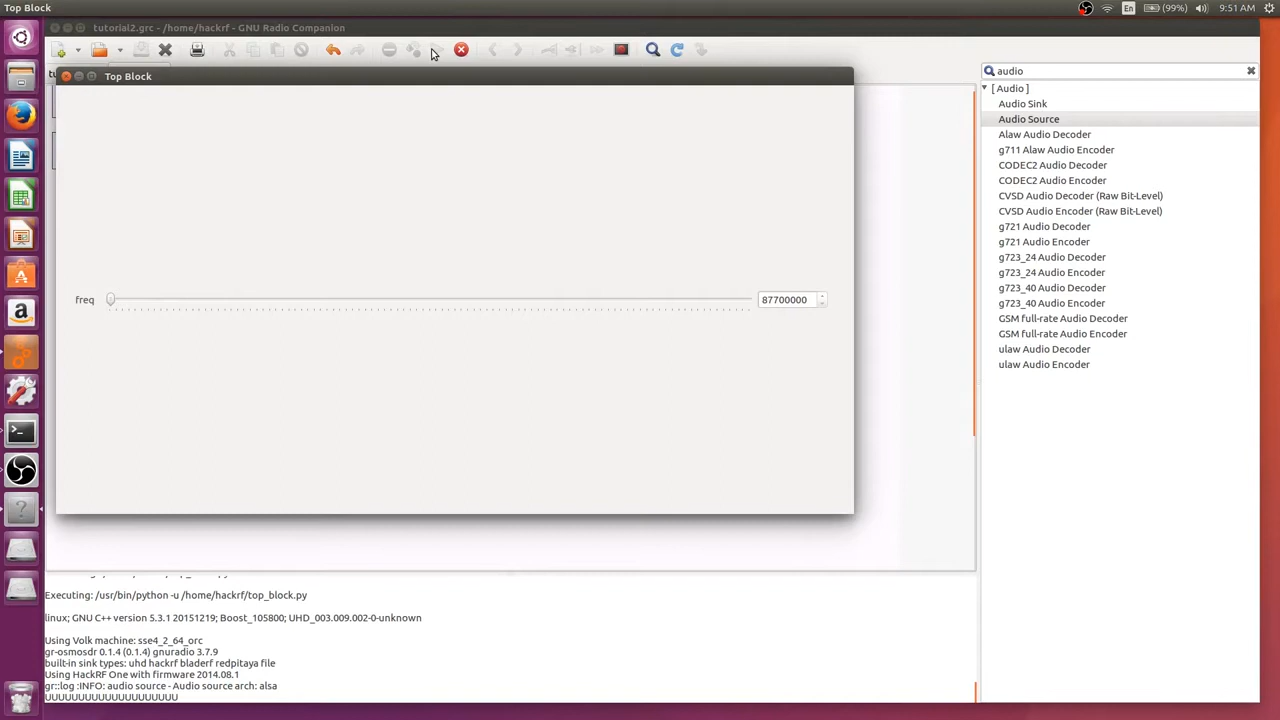 Top Block
En
(99%)
9:51 AM
tutorial2.grc - /home/hackrf - GNU Radio Companion
Top Block
audio
[ Audio ]
Audio Sink
Audio Source
Alaw Audio Decoder
g711 Alaw Audio Encoder
CODEC2 Audio Decoder
CODEC2 Audio Encoder
CVSD Audio Decoder (Raw Bit-Level)
CVSD Audio Encoder (Raw Bit-Level)
g721 Audio Decoder
g721 Audio Encoder
g723_24 Audio Decoder
g723_24 Audio Encoder
g723_40 Audio Decoder
g723_40 Audio Encoder
GSM full-rate Audio Decoder
GSM full-rate Audio Encoder
ulaw Audio Decoder
ulaw Audio Encoder
freq
87700000
Executing: /usr/bin/python -u /home/hackrf/top_block.py
linux; GNU C++ version 5.3.1 20151219; Boost_105800; UHD_003.009.002-0-unknown
Using Volk machine: sse4_2_64_orc
gr-osmosdr 0.1.4 (0.1.4) gnuradio 3.7.9
built-in sink types: uhd hackrf bladerf redpitaya file
Using HackRF One with firmware 2014.08.1
gr::log :INFO: audio source - Audio source arch: alsa
UUUUUUUUUUUUUUUUUUU